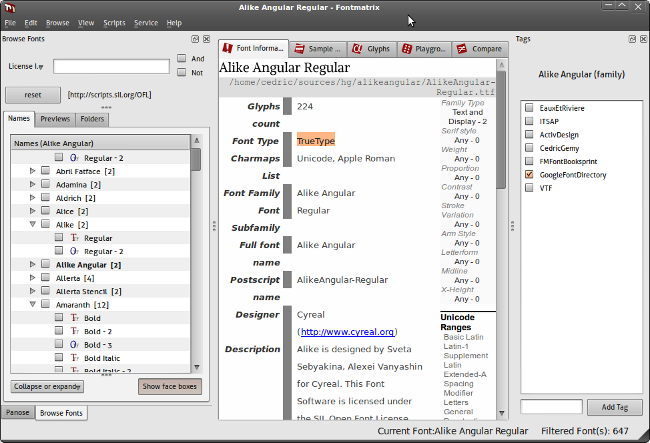 Alike Angular Regular - Fontmatrix
File Edit Browse View Scripts Service Help
Browse Fonts
License I..
And
Not
reset
[http://scripts.sil.org/OFL]
Names Previews Folders
Names (Alike Angular)
Regular - 2
Abril Fatface [2]
Adamina [2]
Aldrich [2]
Alice [2]
Alike [2]
Regular
Regular - 2
Alike Angular [2]
Allerta [4]
Allerta Stencil [2]
Amaranth [12]
Bold
Bold - 2
Bold - 3
Bold Italic
Bold Italic - 2
Collapse or expand
Show face boxes
Panose Browse Fonts
Font Informa... Sample ... Glyphs Playgro... Compare
Alike Angular Regular
/home/cedric/sources/hg/alikeangular/AlikeAngular-
Regular.ttf
Glyphs count 224
Font Type TrueType
Charmaps List Unicode, Apple Roman
Font Family Alike Angular
Font Subfamily Regular
Full font name Alike Angular
Postscript name AlikeAngular-Regular
Designer Cyreal
(http://www.cyreal.org)
Description Alike is designed by Sveta
Sebyakina, Alexei Vanyashin
for Cyreal. This Font
Software is licensed under
the SIL Open Font License
Family Type
Text and
Display - 2
Serif style
Any - 0
Weight
Any - 0
Proportion
Any - 0
Contrast
Any - 0
Stroke
Variation
Any - 0
Arm Style
Any - 0
Letterform
Any - 0
Midline
Any - 0
X-Height
Any - 0
Unicode
Ranges
Basic Latin
Latin-1
Supplement
Latin
Extended-A
Spacing
Modifier
Letters
General
Tags
Alike Angular (family)
EauxEtRiviere
ITSAP
ActivDesign
CedricGemy
FMFontBooksprint
GoogleFontDirectory
VTF
Add Tag
Current Font:Alike Angular Regular Filtered Font(s): 647